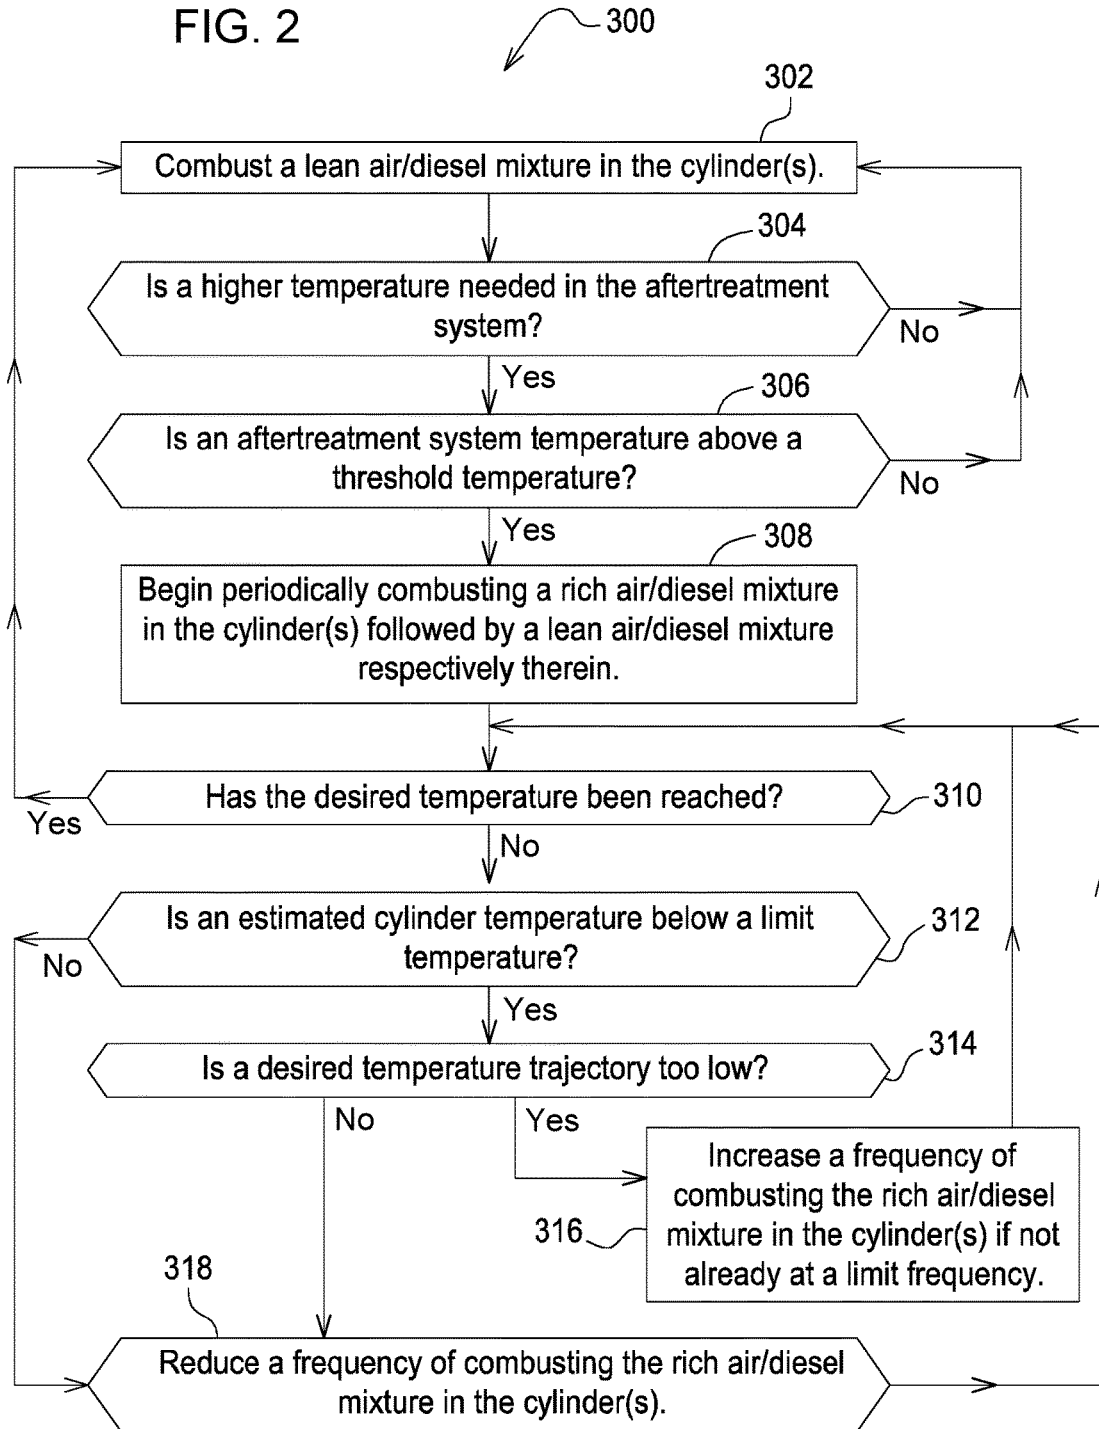 FIG. 2
300
302
Combust a lean air/diesel mixture in the cylinder(s).
304
Is a higher temperature needed in the aftertreatment
system?
No
Yes
306
Is an aftertreatment system temperature above a
threshold temperature?
No
Yes
308
Begin periodically combusting a rich air/diesel mixture
in the cylinder(s) followed by a lean air/diesel mixture
respectively therein.
Has the desired temperature been reached?
310
Yes
No
Is an estimated cylinder temperature below a limit
temperature?
312
No
Yes
314
Is a desired temperature trajectory too low?
No
Yes
Increase a frequency of
combusting the rich air/diesel
mixture in the cylinder(s) if not
already at a limit frequency.
316
318
Reduce a frequency of combusting the rich air/diesel
mixture in the cylinder(s).